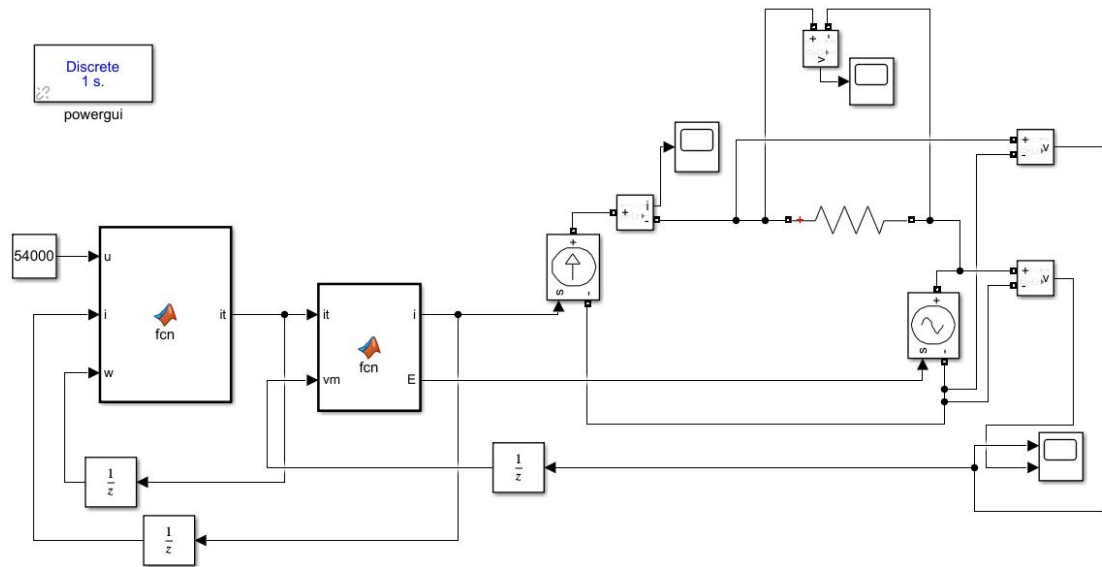 Discrete
1 s.
powergui
+
-
v
+
-
v
i
+
-
+
54000
u
i
w
fcn
it
it
vm
fcn
i
E
+
s
-
+
-
v
+
s
-
1
z
1
z
1
z